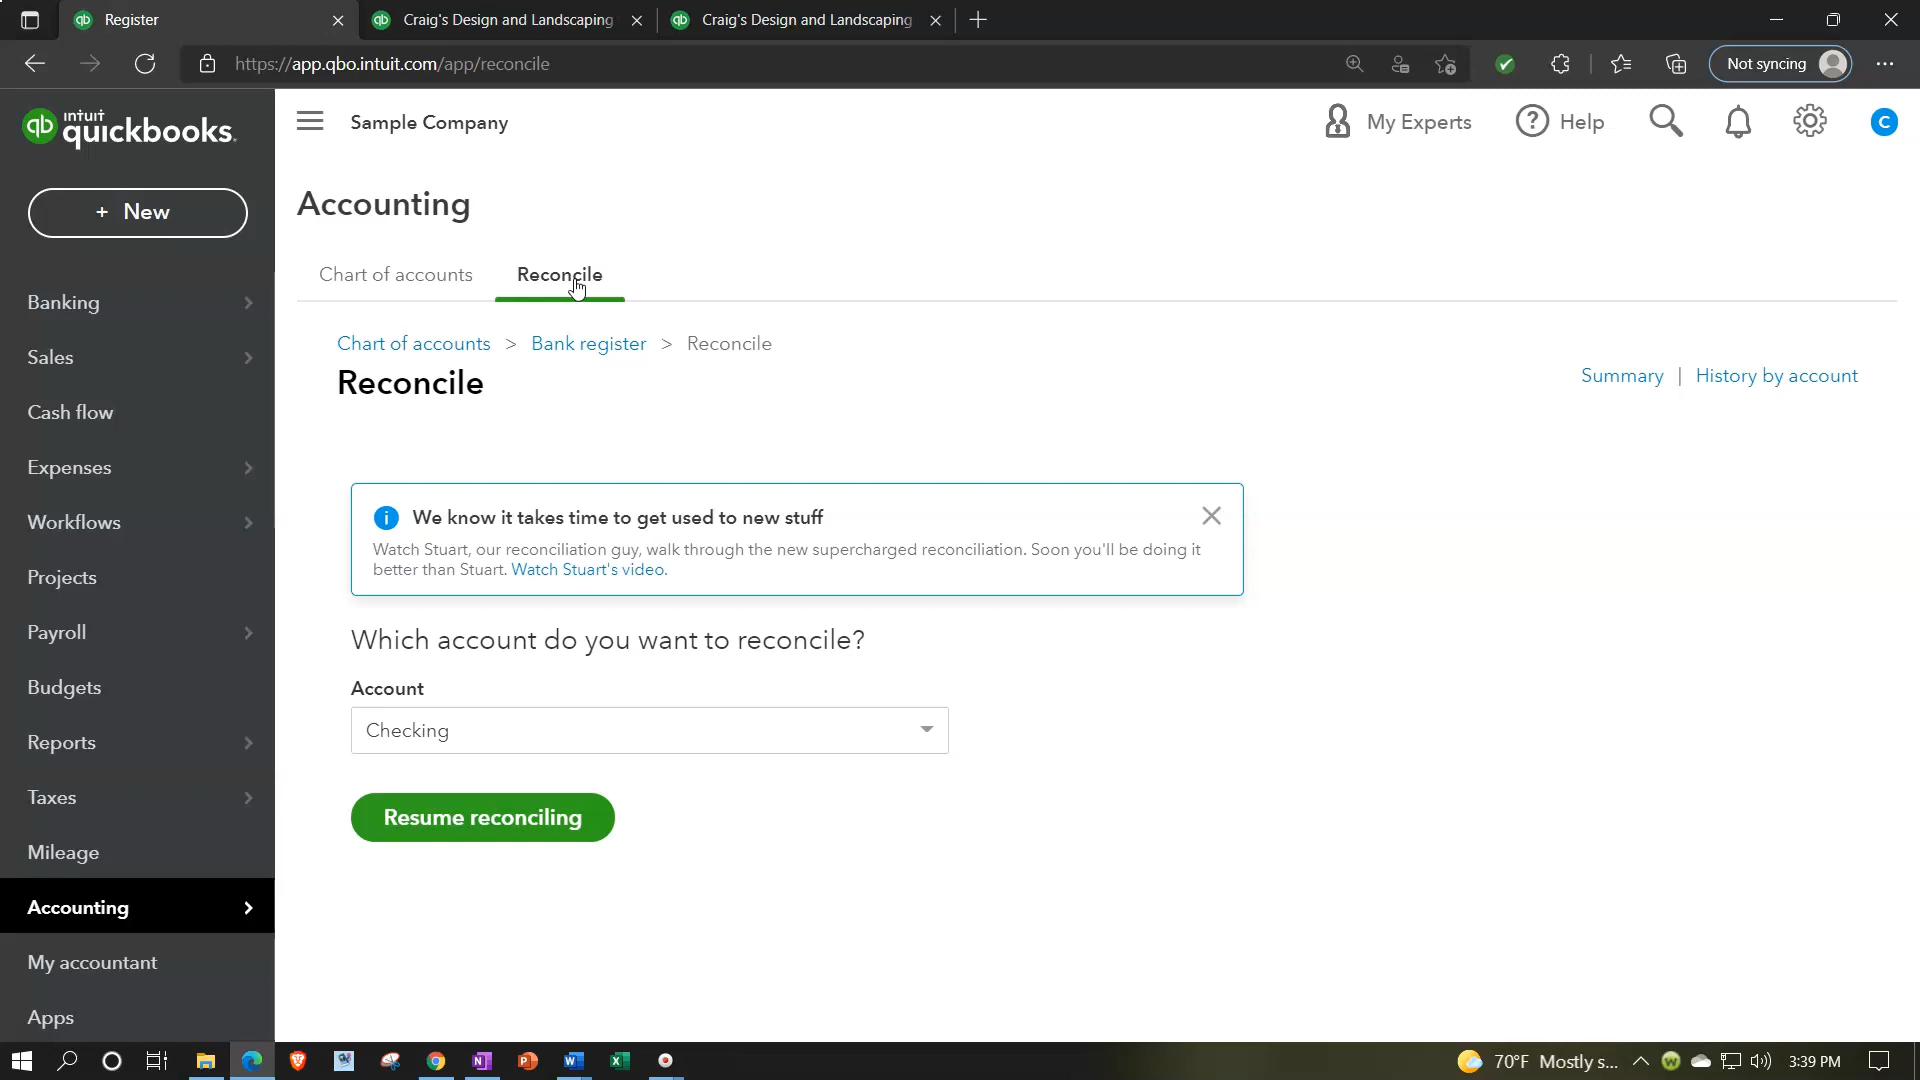 Register
Craig's Design and Landscaping
Craig's Design and Landscaping
https://app.qbo.intuit.com/app/reconcile
Not syncing
intuit
quickbooks.
Sample Company
My Experts
Help
C
+ New
Accounting
Chart of accounts
Reconcile
Banking
Sales
Cash flow
Expenses
Workflows
Projects
Payroll
Budgets
Reports
Taxes
Mileage
Accounting
My accountant
Apps
Chart of accounts > Bank register > Reconcile
Reconcile
Summary | History by account
We know it takes time to get used to new stuff
Watch Stuart, our reconciliation guy, walk through the new supercharged reconciliation. Soon you'll be doing it
better than Stuart. Watch Stuart's video.
Which account do you want to reconcile?
Account
Checking
Resume reconciling
70°F Mostly s...
3:39 PM